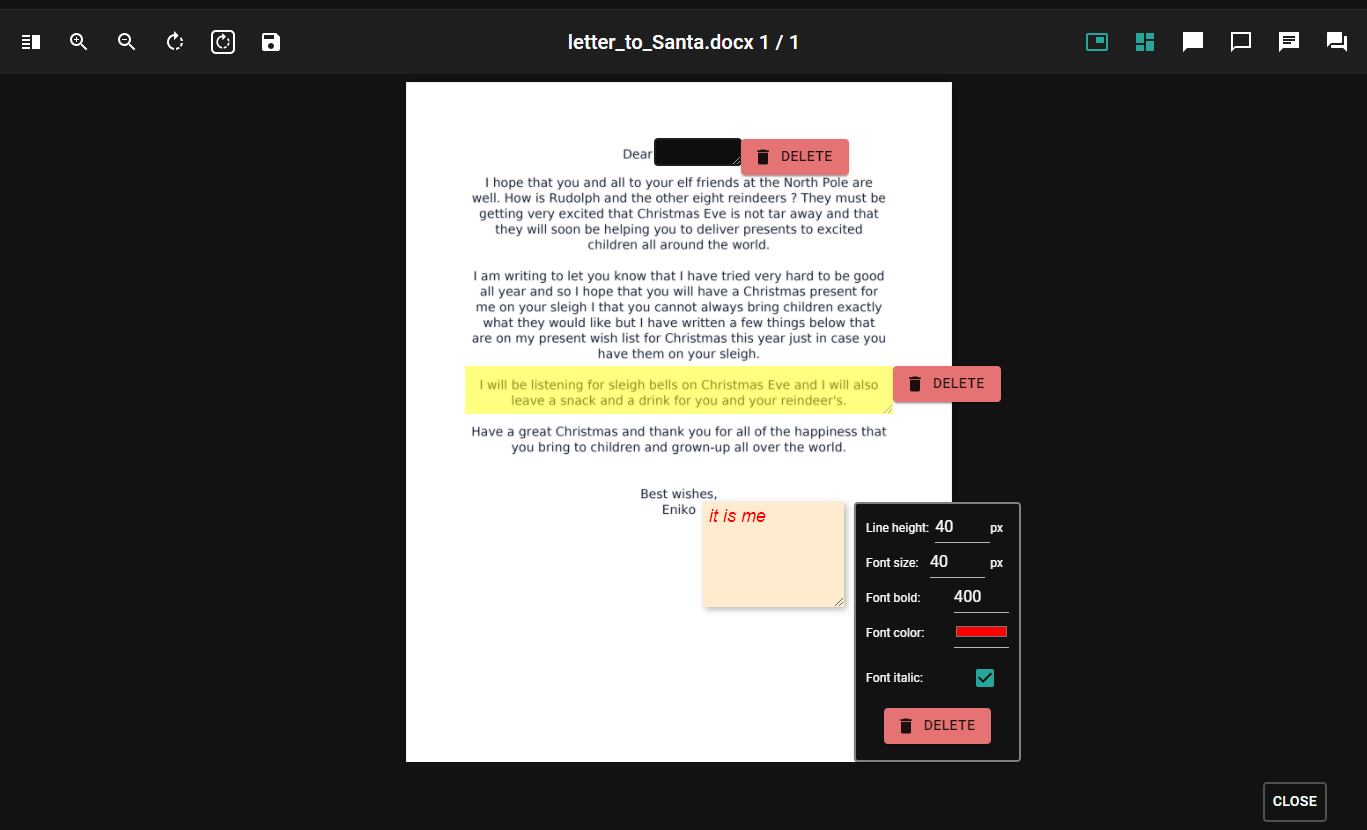 letter_to_Santa.docx 1 / 1
Dear
DELETE
I hope that you and all to your elf friends at the North Pole are
well. How is Rudolph and the other eight reindeers ? They must be
getting very excited that Christmas Eve is not tar away and that
they will soon be helping you to deliver presents to excited
children all around the world.
I am writing to let you know that I have tried very hard to be good
all year and so I hope that you will have a Christmas present for
me on your sleigh I that you cannot always bring children exactly
what they would like but I have written a few things below that
are on my present wish list for Christmas this year just in case you
have them on your sleigh.
I will be listening for sleigh bells on Christmas Eve and I will also
leave a snack and a drink for you and your reindeer's.
DELETE
Have a great Christmas and thank you for all of the happiness that
you bring to children and grown-up all over the world.
Best wishes,
Eniko
it is me
Line height: 40 px
Font size: 40 px
Font bold: 400
Font color:
Font italic:
DELETE
CLOSE